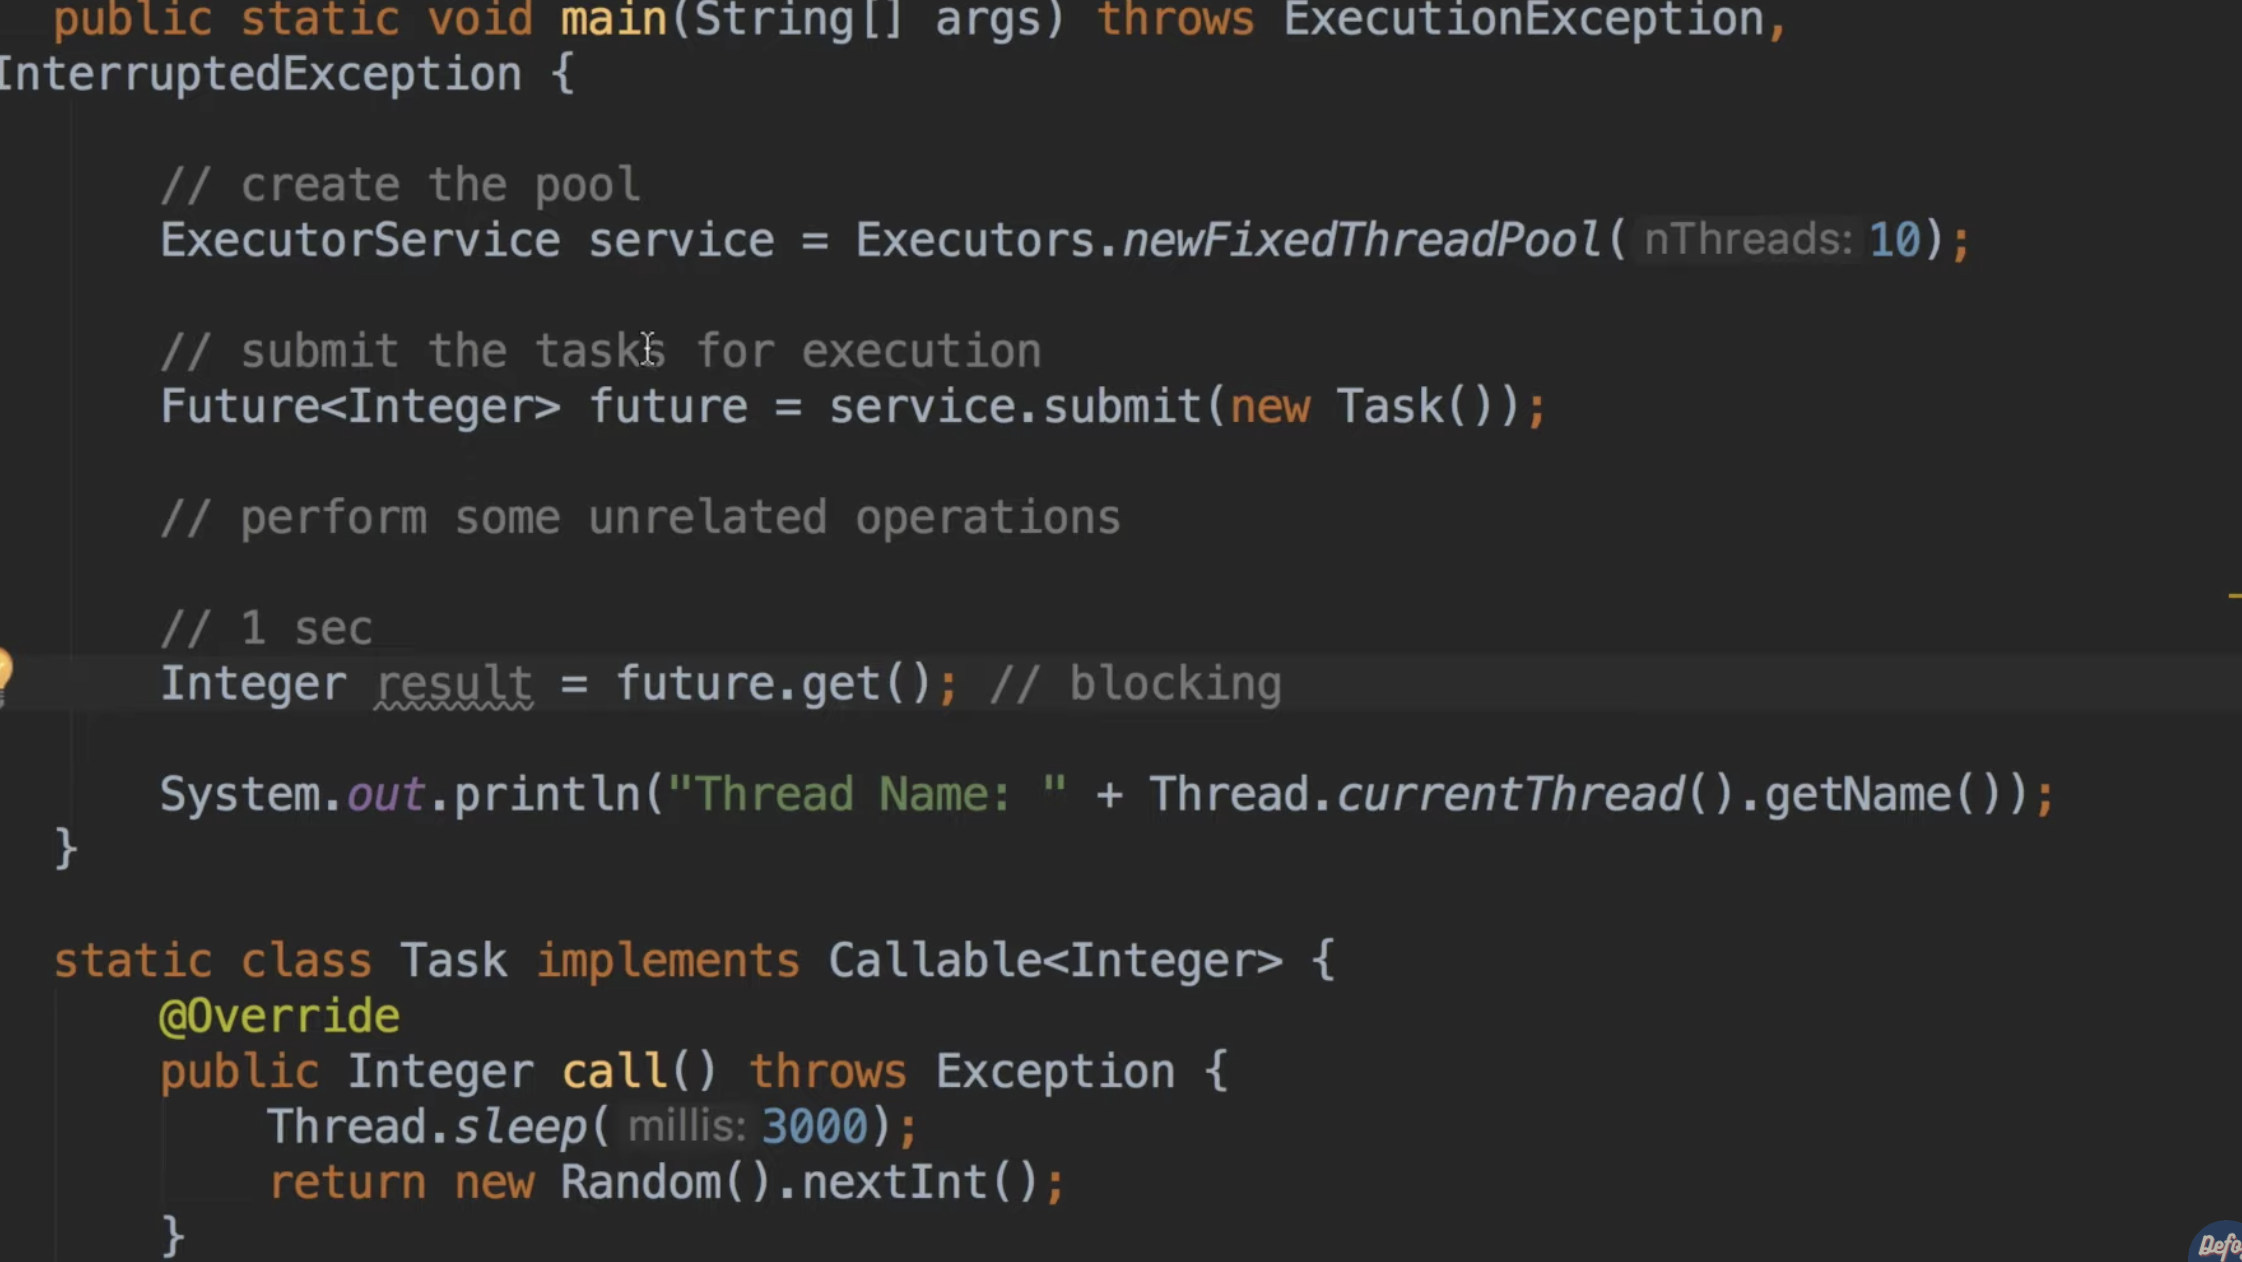 public static void main(String[] args) throws ExecutionException,
InterruptedException {
// create the pool
ExecutorService service = Executors.newFixedThreadPool( nThreads: 10);
// submit the tasks for execution
Future<Integer> future = service.submit(new Task());
// perform some unrelated operations
// 1 sec
Integer result = future.get(); // blocking
System.out.println("Thread Name: " + Thread.currentThread().getName());
}
static class Task implements Callable<Integer> {
@Override
public Integer call() throws Exception {
Thread.sleep( millis: 3000);
return new Random().nextInt();
}